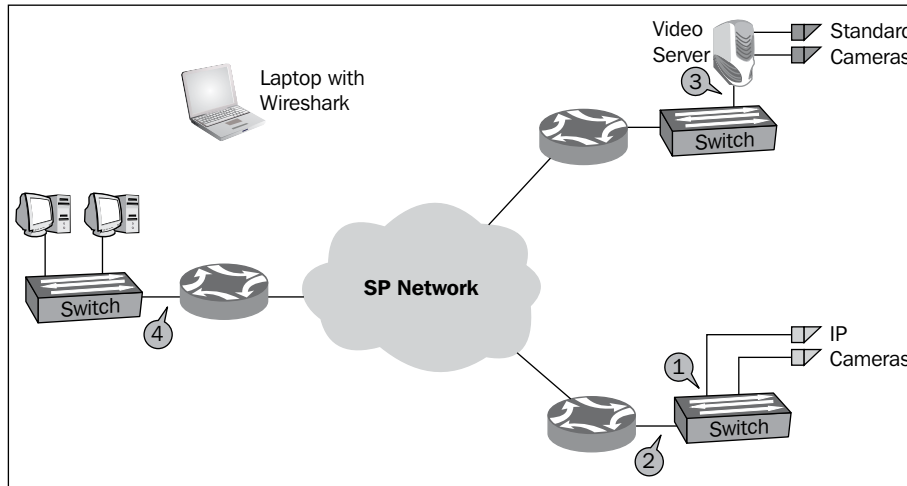 Video
Server
Standard
Cameras
Laptop with
Wireshark
3
Switch
SP Network
Switch
4
IP
Cameras
1
Switch
2